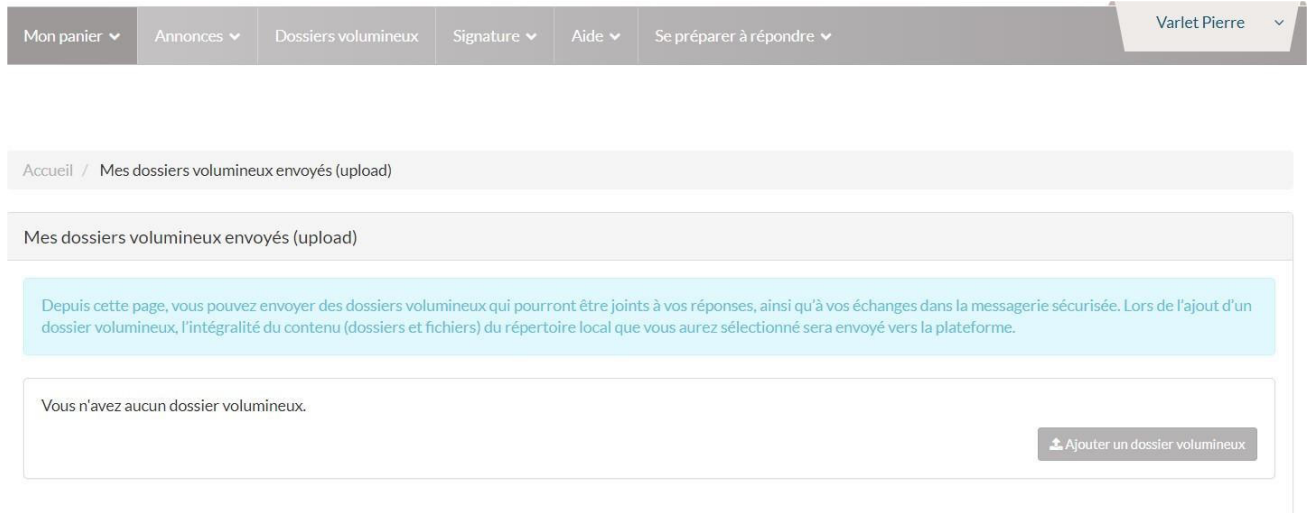 Mon panier Annonces Dossiers volumineux Signature Aide Se préparer à répondre Varlet Pierre
Accueil / Mes dossiers volumineux envoyés (upload)
Mes dossiers volumineux envoyés (upload)
Depuis cette page, vous pouvez envoyer des dossiers volumineux qui pourront être joints à vos réponses, ainsi qu'à vos échanges dans la messagerie sécurisée. Lors de l'ajout d'un
dossier volumineux, l'intégralité du contenu (dossiers et fichiers) du répertoire local que vous aurez sélectionné sera envoyé vers la plateforme.
Vous n'avez aucun dossier volumineux.
Ajouter un dossier volumineux